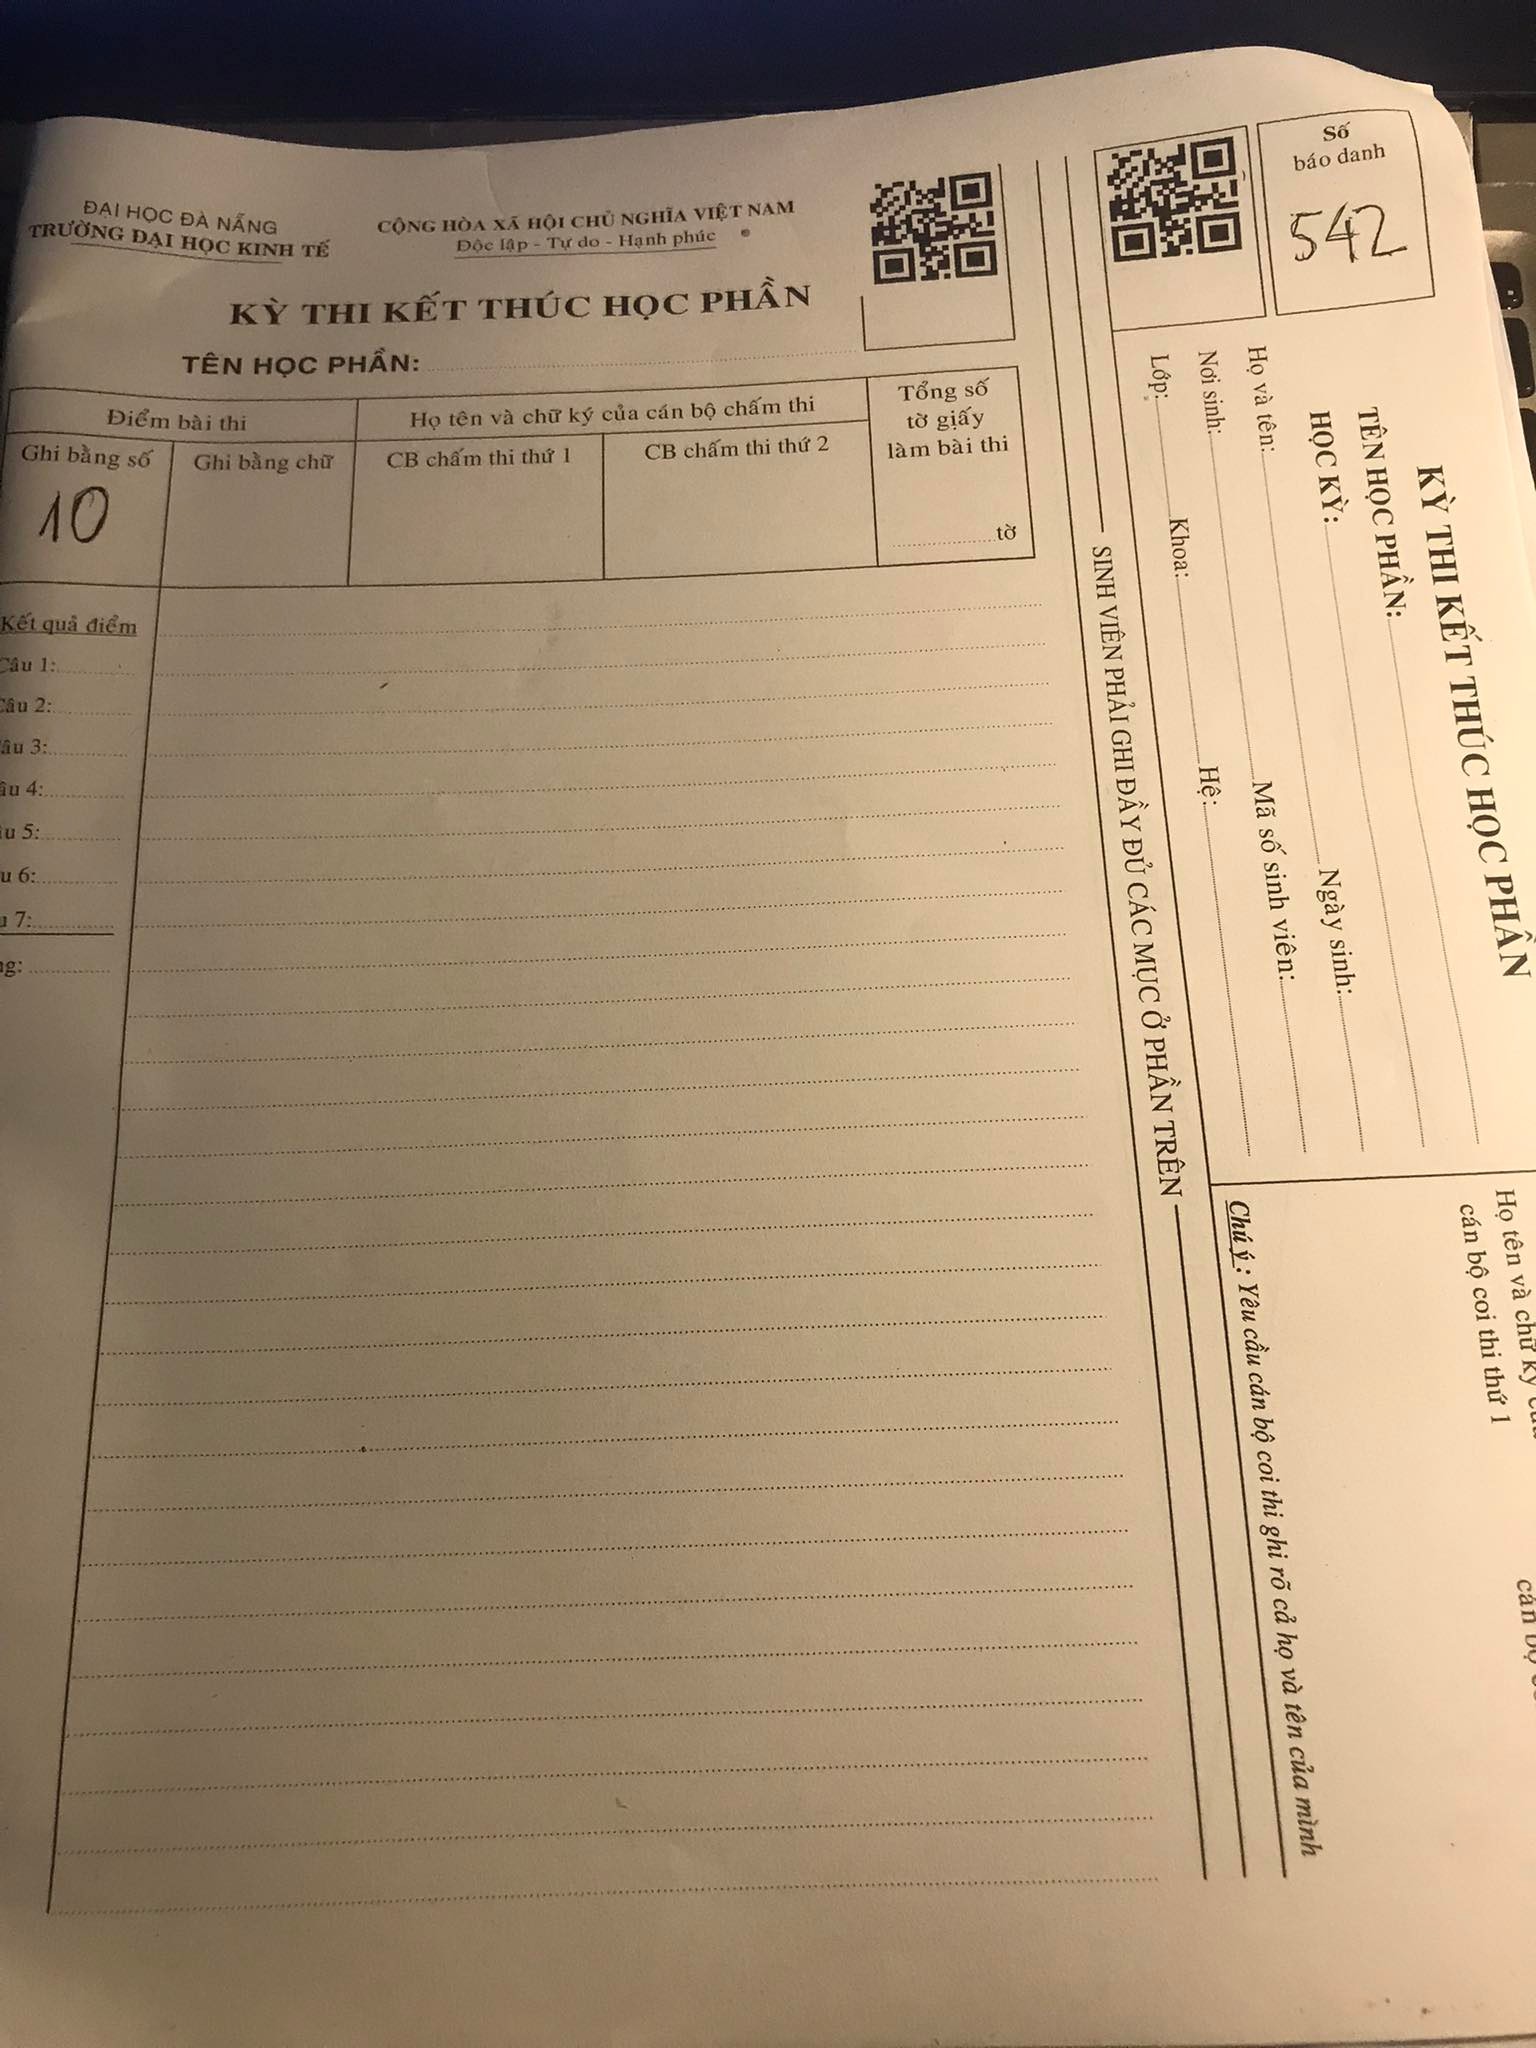 ĐẠI HỌC ĐÀ NẴNG
TRƯỜNG ĐẠI HỌC KINH TẾ
CỘNG HÒA XÃ HỘI CHỦ NGHĨA VIỆT NAM
Độc lập - Tự do - Hạnh phúc
KỲ THI KẾT THÚC HỌC PHẦN
TÊN HỌC PHẦN:
Điểm bài thi
Họ tên và chữ ký của cán bộ chấm thi
Tổng số
tờ giấy
làm bài thi
tờ
Ghi bằng số
Ghi bằng chữ
CB chấm thi thứ 1
CB chấm thi thứ 2
10
Kết quả điểm
Câu 1:
Câu 2:
âu 3:
âu 4:
u 5:
u 6:
7:
ng:
Số
báo danh
542
KỲ THI KẾT THÚC HỌC PHẦN
TÊN HỌC PHẦN:
HỌC KỲ:
Họ và tên: Ngày sinh:
Nơi sinh: Mã số sinh viên:
Lớp: Khoa: Hệ:
SINH VIÊN PHẢI GHI ĐẦY ĐỦ CÁC MỤC Ở PHẦN TRÊN
Họ tên và chữ ký
cán bộ coi thi thứ 1
Chú ý: Yêu cầu cán bộ coi thi ghi rõ cả họ và tên của mình